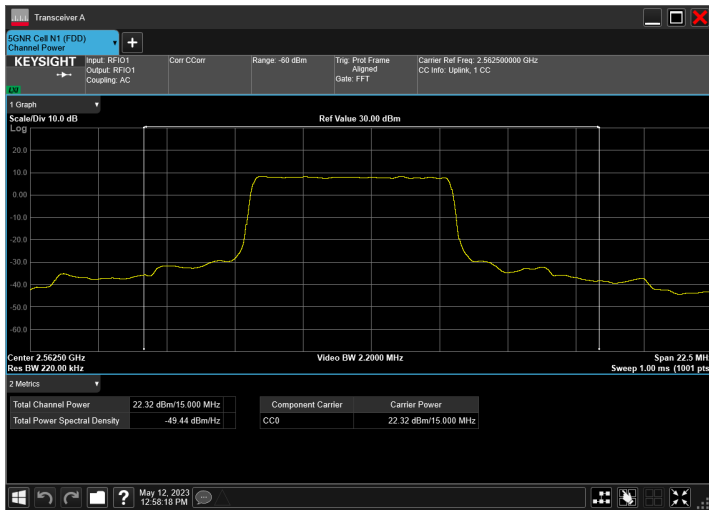 Transceiver A
5GNR Cell N1 (FDD)
Channel Power
KEYSIGHT
LXI
Input: RFIO1
Output: RFIO1
Coupling: AC
Corr CCorr
Range: -60 dBm
Trig: Prot Frame
Aligned
Gate: FFT
Carrier Ref Freq: 2.562500000 GHz
CC Info: Uplink, 1 CC
1 Graph
Scale/Div 10.0 dB
Ref Value 30.00 dBm
Log
20.0
10.0
0.00
-10.0
-20.0
-30.0
-40.0
-50.0
-60.0
Center 2.56250 GHz
Video BW 2.2000 MHz
Span 22.5 MH
Res BW 220.00 kHz
Sweep 1.00 ms (1001 pts
2 Metrics
Total Channel Power 22.32 dBm/15.000 MHz
Total Power Spectral Density -49.44 dBm/Hz
Component Carrier Carrier Power
CC0 22.32 dBm/15.000 MHz
?
May 12, 2023
12:58:18 PM